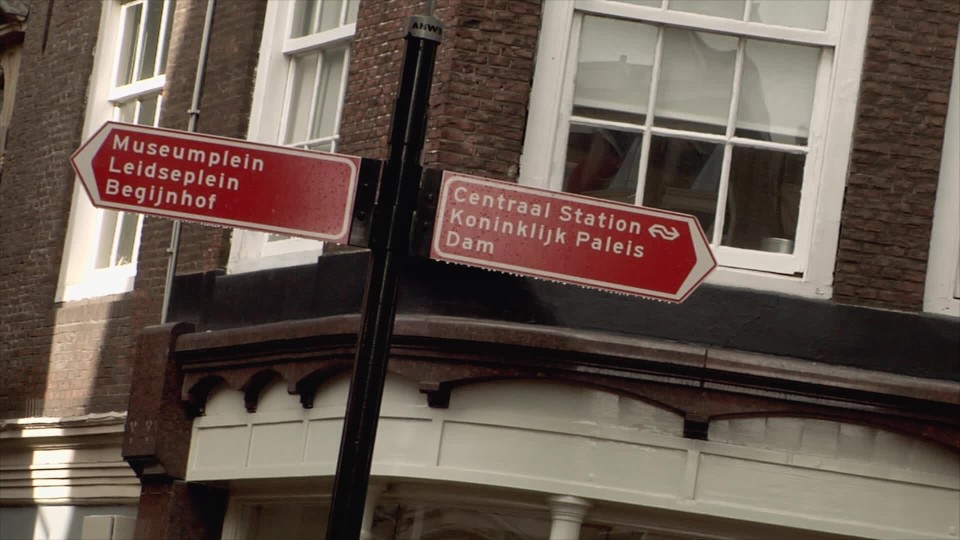 ANWB
Museumplein
Leidseplein
Begijnhof
Centraal Station
Koninklijk Paleis
Dam